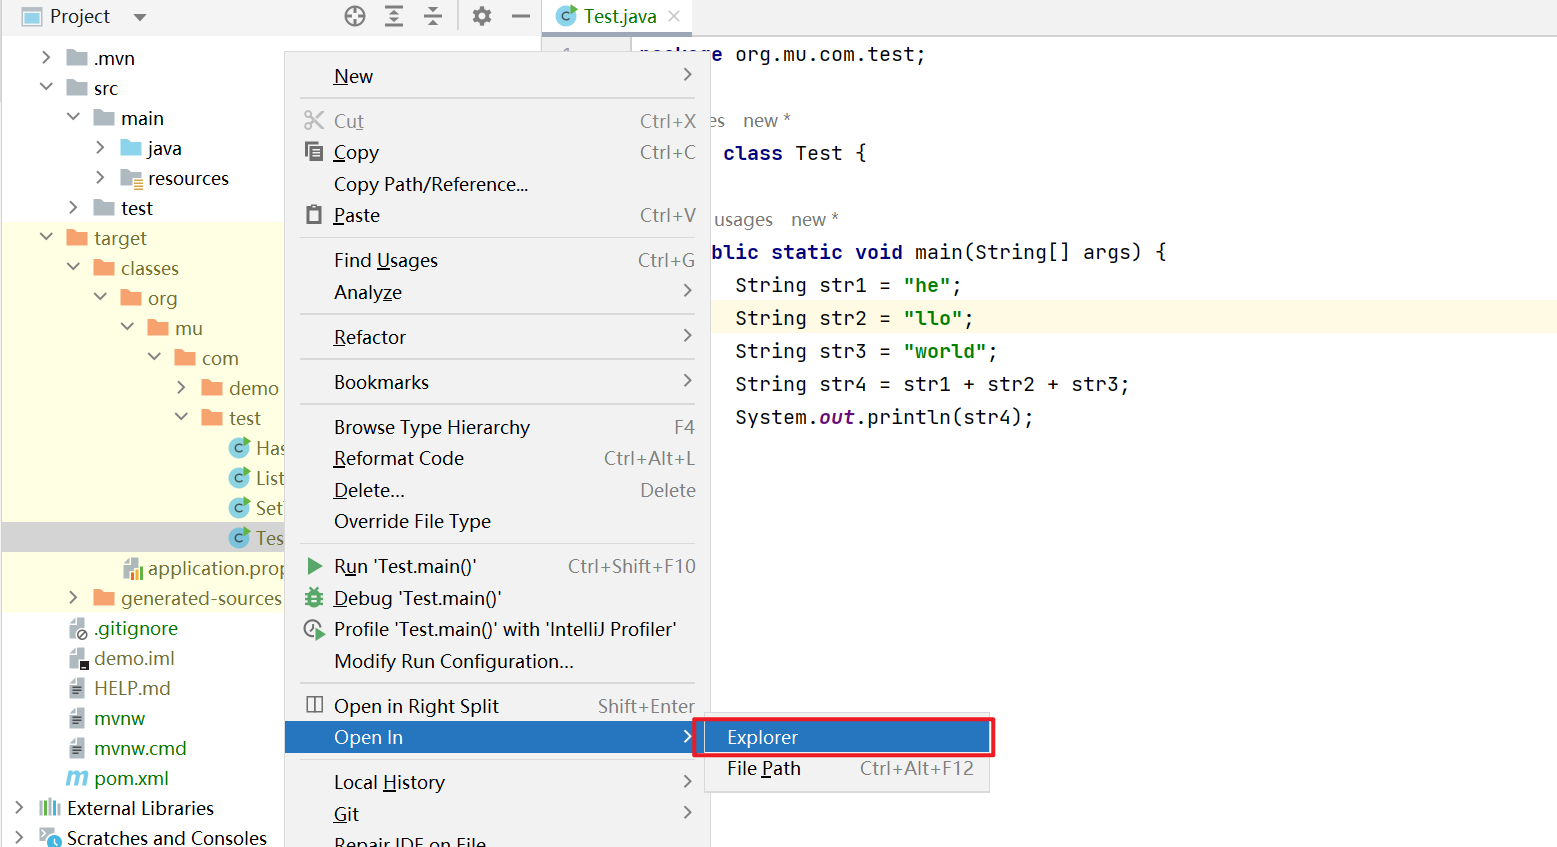 Project
Test.java
.mvn
src
main
java
resources
test
target
classes
org
mu
com
demo
test
Has
List
Set
Tes
application.prop
generated-sources
.gitignore
demo.iml
HELP.md
mvnw
mvnw.cmd
pom.xml
External Libraries
Scratches and Consoles
New
Cut Ctrl+X
Copy Ctrl+C
Copy Path/Reference...
Paste Ctrl+V
Find Usages Ctrl+G
Analyze
Refactor
Bookmarks
Browse Type Hierarchy F4
Reformat Code Ctrl+Alt+L
Delete... Delete
Override File Type
Run 'Test.main()' Ctrl+Shift+F10
Debug 'Test.main()'
Profile 'Test.main()' with 'IntelliJ Profiler'
Modify Run Configuration...
Open in Right Split Shift+Enter
Open In
Local History
Git
Repair IDE on File
Explorer
File Path Ctrl+Alt+F12
package org.mu.com.test;
es new *
class Test {
usages new *
blic static void main(String[] args) {
String str1 = "he";
String str2 = "llo";
String str3 = "world";
String str4 = str1 + str2 + str3;
System.out.println(str4);